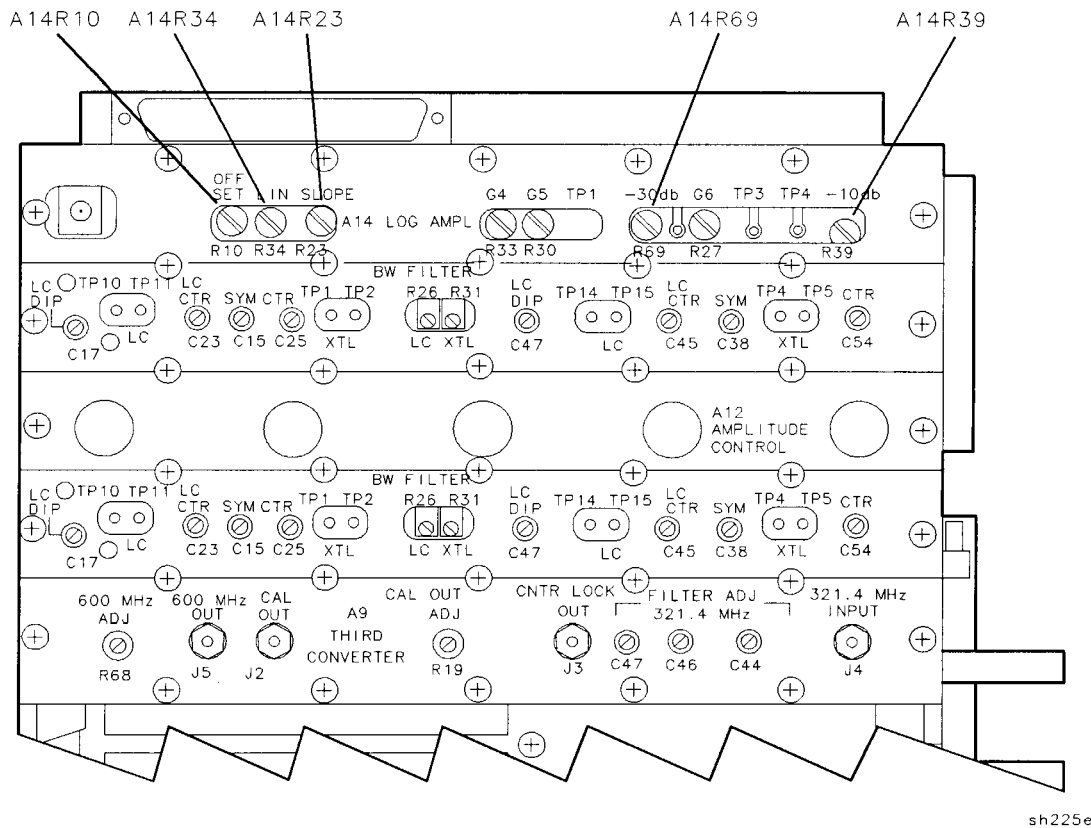 A14R10 A14R34 A14R23 A14R69 A14R39
OFF
SET LIN SLOPE G4 G5 TP1 -30db G6 TP3 TP4 -10db
A14 LOG AMPL
R10 R34 R23 R33 R30 R69 R27 R39
BW FILTER
LC DIP TP10 TP11 LC CTR SYM CTR TP1 TP2 R26 R31 LC DIP TP14 TP15 LC CTR SYM TP4 TP5 CTR
C17 LC C23 C15 C25 XTL LC XTL C47 LC C45 C38 XTL C54
A12
AMPLITUDE
CONTROL
BW FILTER
LC DIP TP10 TP11 LC CTR SYM CTR TP1 TP2 R26 R31 LC DIP TP14 TP15 LC CTR SYM TP4 TP5 CTR
C17 LC C23 C15 C25 XTL LC XTL C47 LC C45 C38 XTL C54
600 MHz ADJ 600 MHz OUT CAL OUT A9 THIRD CONVERTER CAL OUT ADJ CNTR LOCK OUT FILTER ADJ 321.4 MHz 321.4 MHz INPUT
R68 J5 J2 R19 J3 C47 C46 C44 J4
sh225e